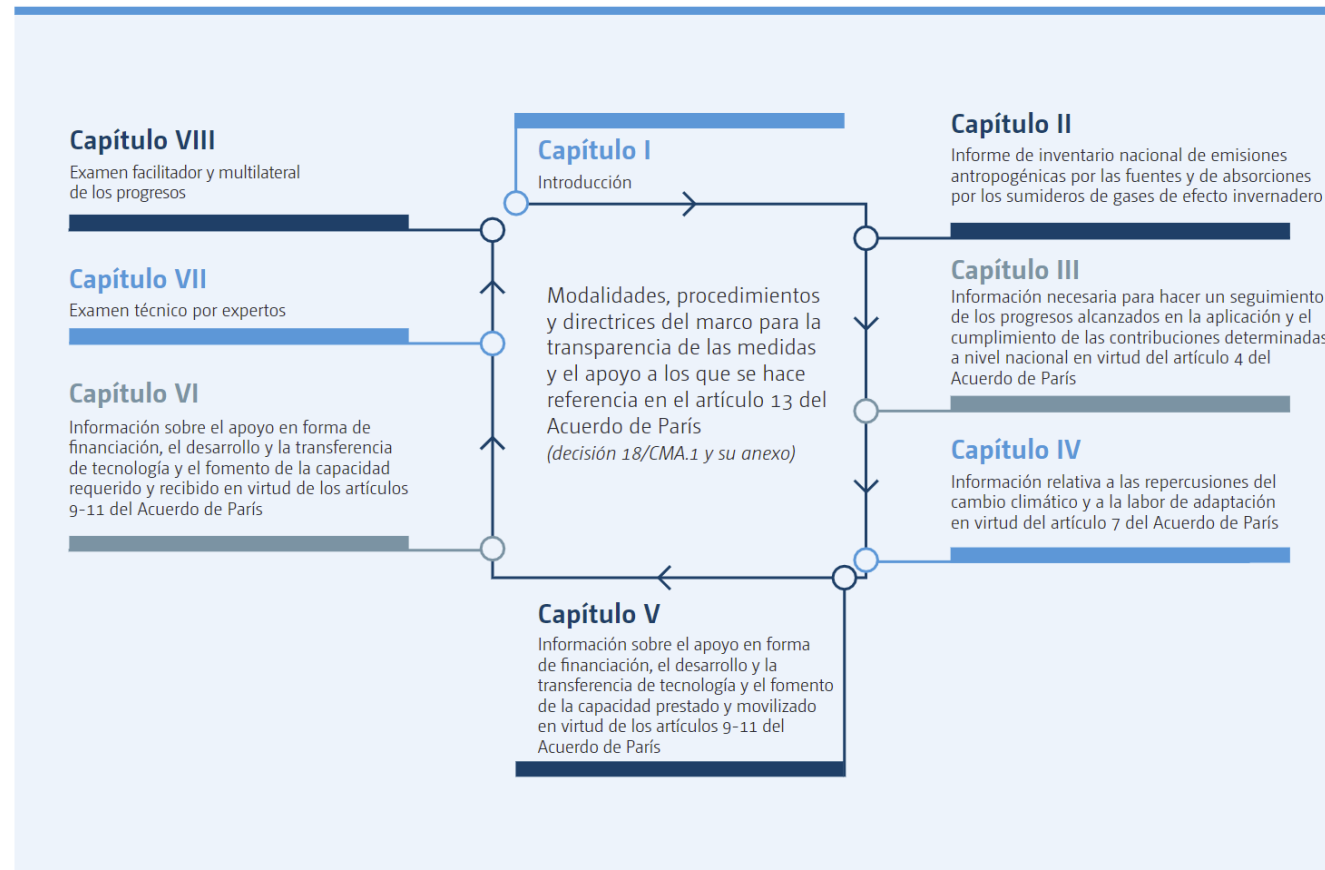 Capítulo I
Introducción
Capítulo II
Informe de inventario nacional de emisiones
antropogénicas por las fuentes y de absorciones
por los sumideros de gases de efecto invernadero
Capítulo III
Información necesaria para hacer un seguimiento
de los progresos alcanzados en la aplicación y el
cumplimiento de las contribuciones determinadas
a nivel nacional en virtud del artículo 4 del
Acuerdo de París
Capítulo IV
Información relativa a las repercusiones del
cambio climático y a la labor de adaptación
en virtud del artículo 7 del Acuerdo de París
Capítulo V
Información sobre el apoyo en forma
de financiación, el desarrollo y la
transferencia de tecnología y el fomento
de la capacidad prestado y movilizado
en virtud de los artículos 9-11 del
Acuerdo de París
Capítulo VI
Información sobre el apoyo en forma de
financiación, el desarrollo y la transferencia
de tecnología y el fomento de la capacidad
requerido y recibido en virtud de los artículos
9-11 del Acuerdo de París
Capítulo VII
Examen técnico por expertos
Capítulo VIII
Examen facilitador y multilateral
de los progresos
Modalidades, procedimientos
y directrices del marco para la
transparencia de las medidas
y el apoyo a los que se hace
referencia en el artículo 13 del
Acuerdo de París
(decisión 18/CMA.1 y su anexo)